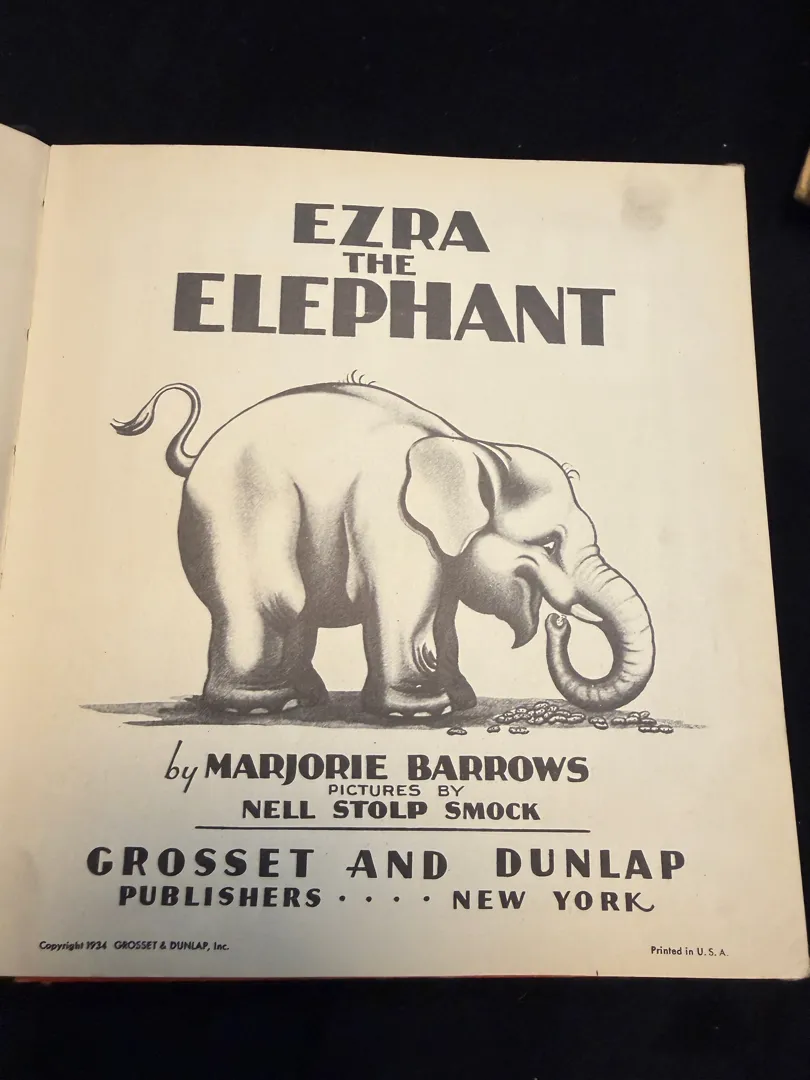 EZRA
THE
ELEPHANT
by MARJORIE BARROWS
PICTURES BY
NELL STOLP SMOCK
GROSSET AND DUNLAP
PUBLISHERS · · · · NEW YORK
Copyright 1934 GROSSET & DUNLAP, Inc.
Printed in U. S. A.